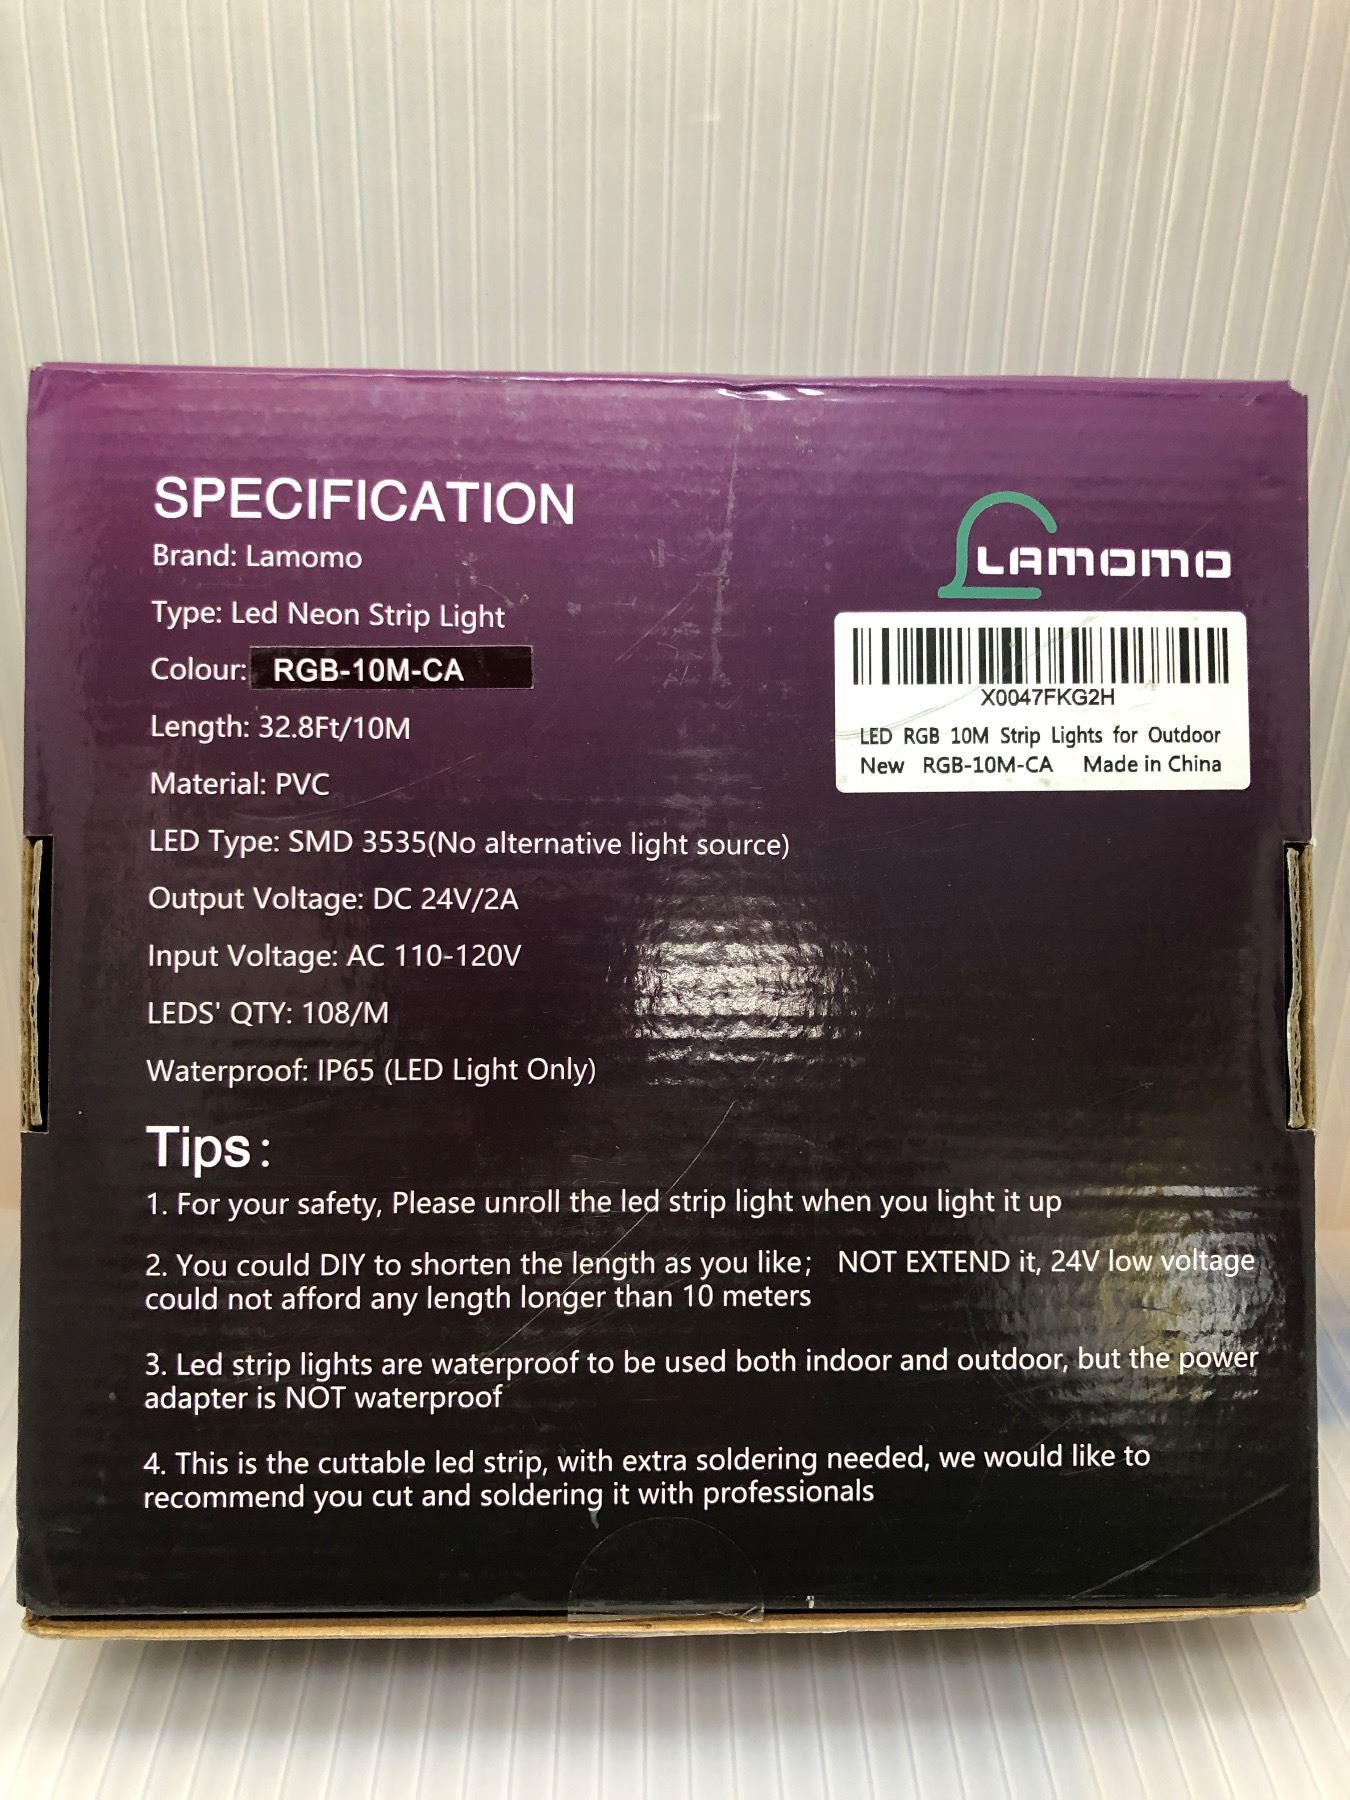 SPECIFICATION
Brand: Lamomo
Type: Led Neon Strip Light
Colour: RGB-10M-CA
Length: 32.8Ft/10M
Material: PVC
LED Type: SMD 3535(No alternative light source)
Output Voltage: DC 24V/2A
Input Voltage: AC 110-120V
LEDS' QTY: 108/M
Waterproof: IP65 (LED Light Only)
LAMOMO
X0047FKG2H
LED RGB 10M Strip Lights for Outdoor
New RGB-10M-CA Made in China
Tips:
1. For your safety, Please unroll the led strip light when you light it up
2. You could DIY to shorten the length as you like; NOT EXTEND it, 24V low voltage
could not afford any length longer than 10 meters
3. Led strip lights are waterproof to be used both indoor and outdoor, but the power
adapter is NOT waterproof
4. This is the cuttable led strip, with extra soldering needed, we would like to
recommend you cut and soldering it with professionals